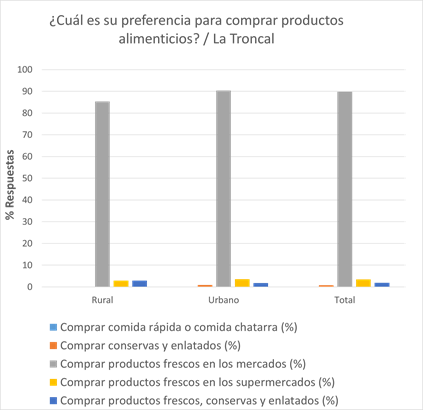 ¿Cuál es su preferencia para comprar productos
alimenticios? / La Troncal
% Respuestas
100
90
80
70
60
50
40
30
20
10
0
Rural Urbano Total
Comprar comida rápida o comida chatarra (%)
Comprar conservas y enlatados (%)
Comprar productos frescos en los mercados (%)
Comprar productos frescos en los supermercados (%)
Comprar productos frescos, conservas y enlatados (%)